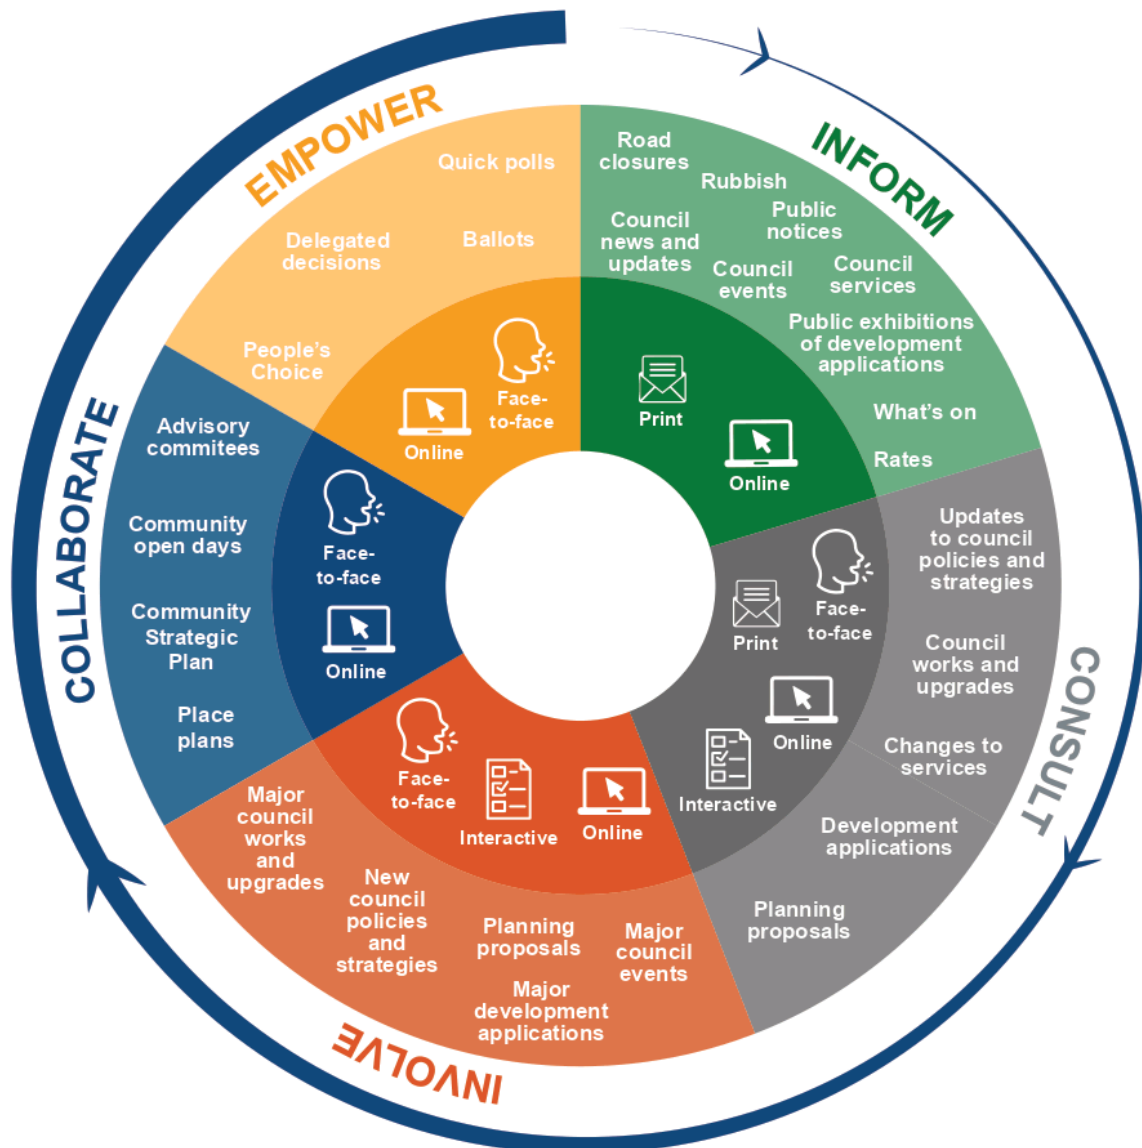 INFORM
Road
closures
Rubbish
Public
notices
Council
news and
updates
Council
events
Council
services
Public exhibitions
of development
applications
What's on
Rates
Print
Online
CONSULT
Updates
to council
policies and
strategies
Council
works and
upgrades
Changes to
services
Development
applications
Planning
proposals
Face-
to-face
Print
Online
Interactive
INVOLVE
Major
council
events
Planning
proposals
Major
development
applications
New
council
policies
and
strategies
Major
council
works
and
upgrades
Face-
to-face
Interactive
Online
COLLABORATE
Advisory
commitees
Community
open days
Community
Strategic
Plan
Place
plans
Face-
to-face
Online
EMPOWER
Quick polls
Ballots
Delegated
decisions
People's
Choice
Face-
to-face
Online